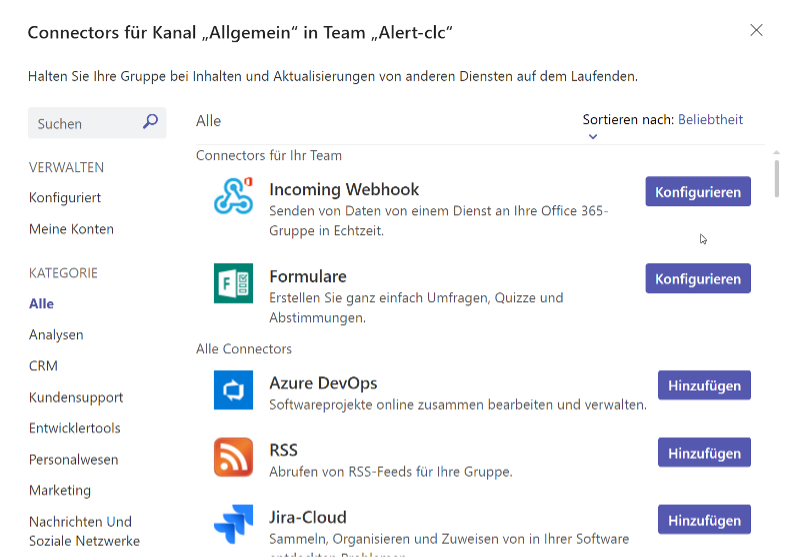 Connectors für Kanal „Allgemein“ in Team „Alert-clc“
Halten Sie Ihre Gruppe bei Inhalten und Aktualisierungen von anderen Diensten auf dem Laufenden.
Suchen
Alle
Sortieren nach: Beliebtheit
VERWALTEN
Konfiguriert
Meine Konten
KATEGORIE
Alle
Analysen
CRM
Kundensupport
Entwicklertools
Personalwesen
Marketing
Nachrichten Und
Soziale Netzwerke
Connectors für Ihr Team
Incoming Webhook
Senden von Daten von einem Dienst an Ihre Office 365-
Gruppe in Echtzeit.
Konfigurieren
Formulare
Erstellen Sie ganz einfach Umfragen, Quizze und
Abstimmungen.
Konfigurieren
Alle Connectors
Azure DevOps
Softwareprojekte online zusammen bearbeiten und verwalten.
Hinzufügen
RSS
Abrufen von RSS-Feeds für Ihre Gruppe.
Hinzufügen
Jira-Cloud
Sammeln, Organisieren und Zuweisen von in Ihrer Software
entdeckten Problemen.
Hinzufügen